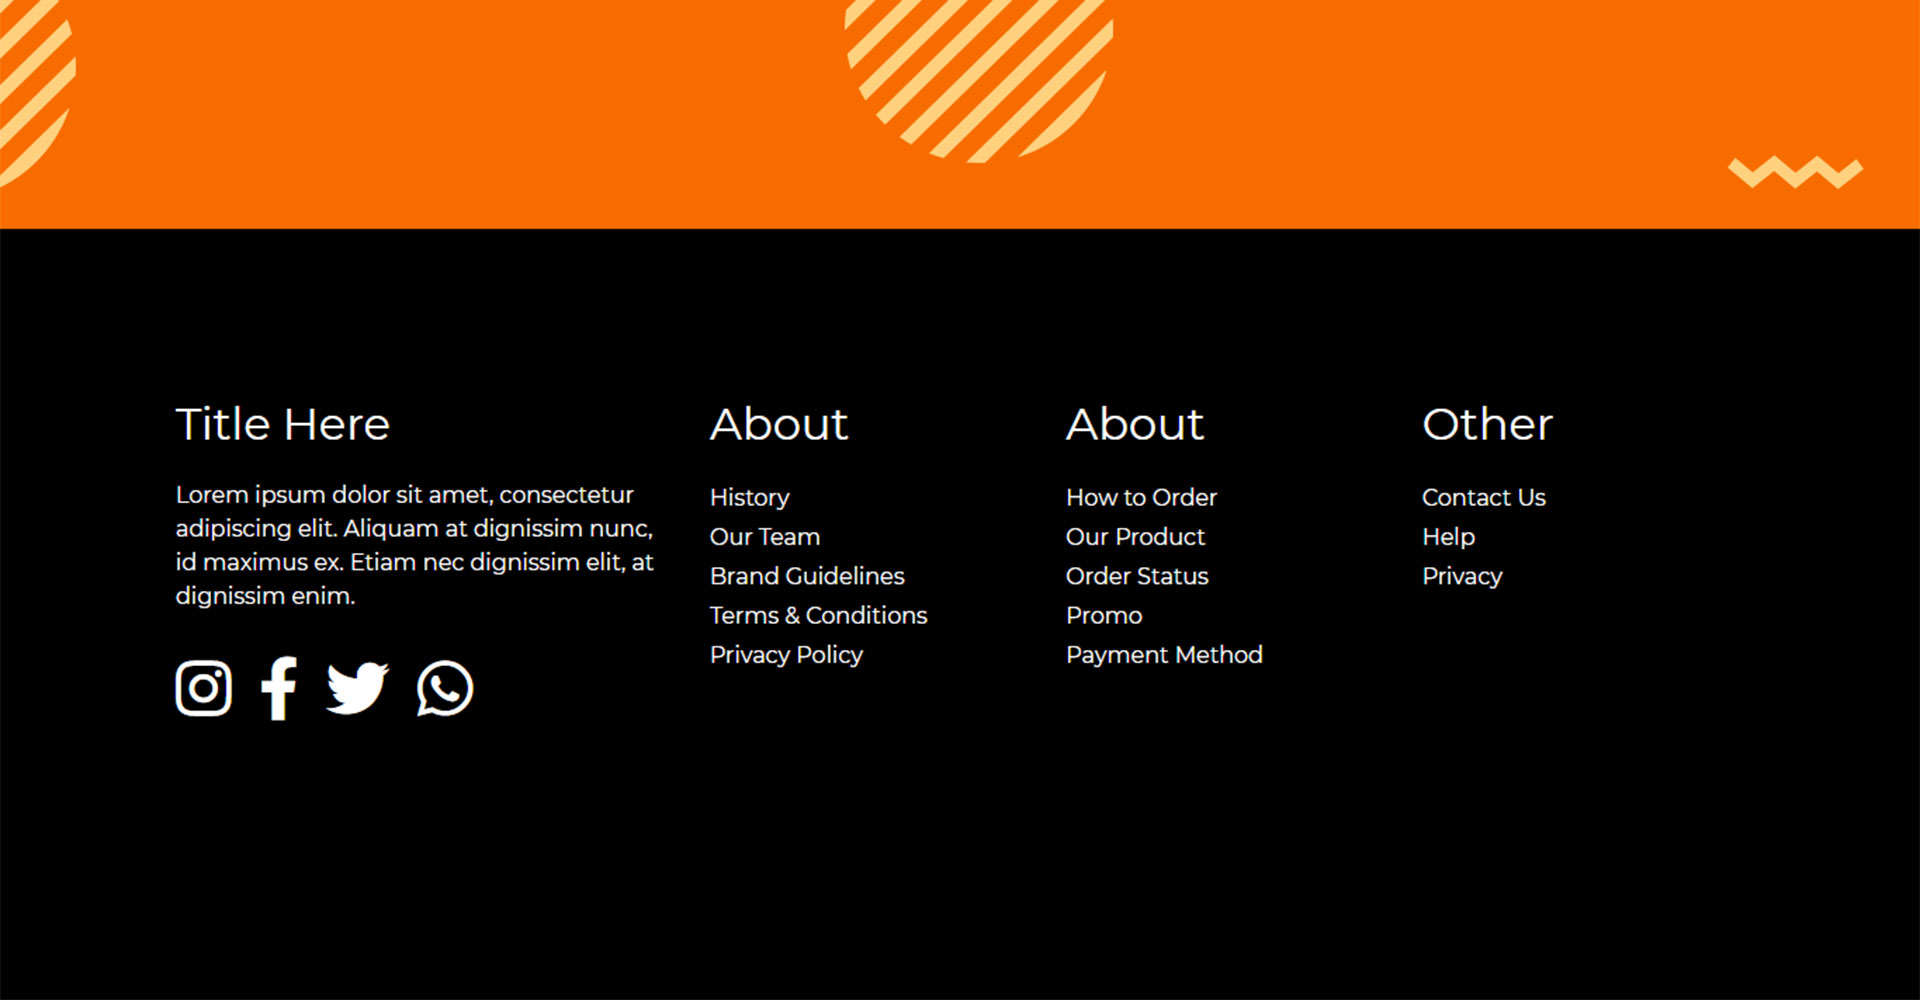 Title Here
Lorem ipsum dolor sit amet, consectetur
adipiscing elit. Aliquam at dignissim nunc,
id maximus ex. Etiam nec dignissim elit, at
dignissim enim.
About
History
Our Team
Brand Guidelines
Terms & Conditions
Privacy Policy
About
How to Order
Our Product
Order Status
Promo
Payment Method
Other
Contact Us
Help
Privacy